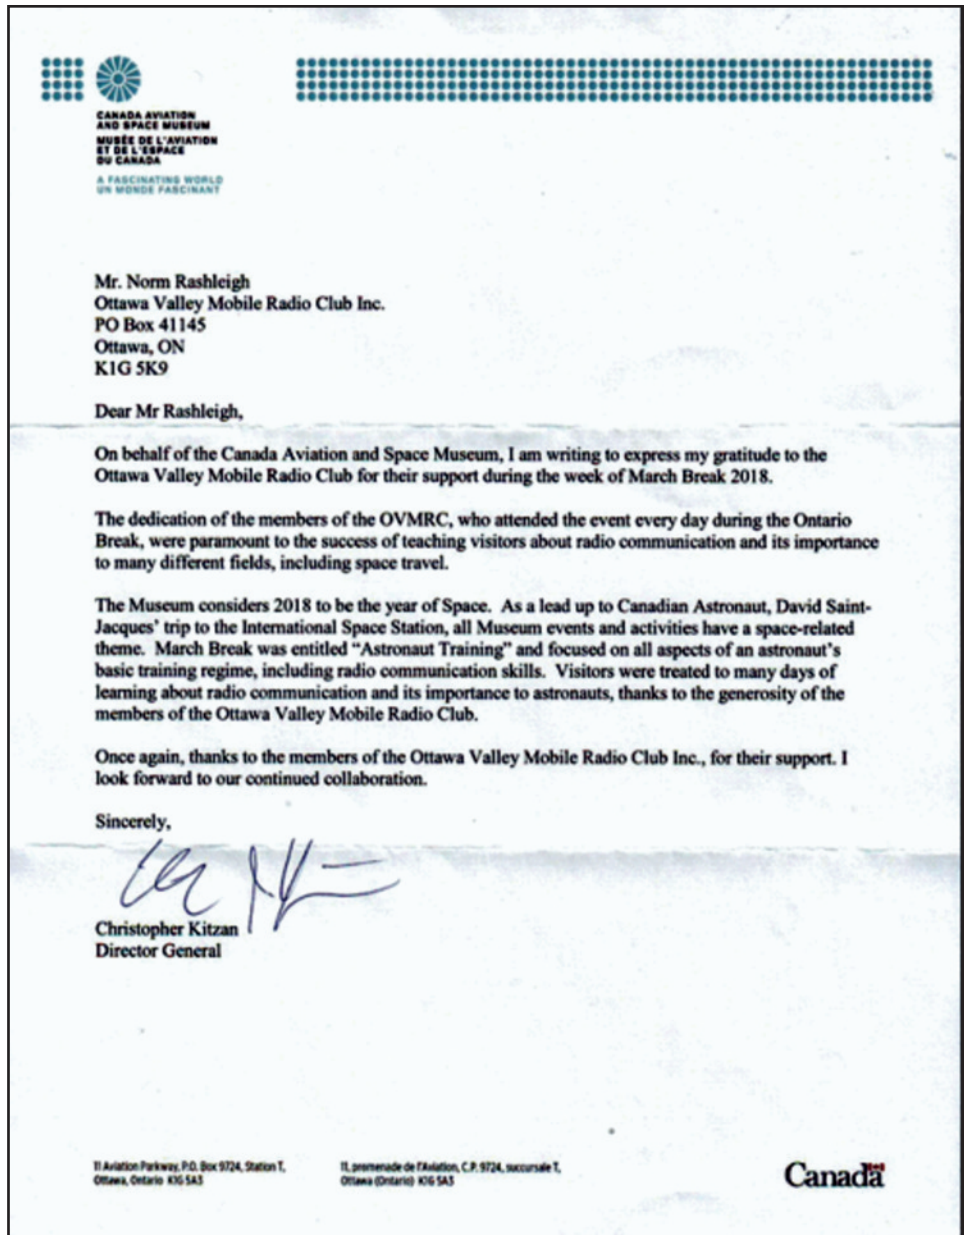 CANADA AVIATION
AND SPACE MUSEUM
MUSÉE DE L'AVIATION
ET DE L'ESPACE
DU CANADA
A FASCINATING WORLD
UN MONDE FASCINANT
Mr. Norm Rashleigh
Ottawa Valley Mobile Radio Club Inc.
PO Box 41145
Ottawa, ON
K1G 5K9
Dear Mr Rashleigh,
On behalf of the Canada Aviation and Space Museum, I am writing to express my gratitude to the
Ottawa Valley Mobile Radio Club for their support during the week of March Break 2018.
The dedication of the members of the OVMRC, who attended the event every day during the Ontario
Break, were paramount to the success of teaching visitors about radio communication and its importance
to many different fields, including space travel.
The Museum considers 2018 to be the year of Space. As a lead up to Canadian Astronaut, David Saint-
Jacques' trip to the International Space Station, all Museum events and activities have a space-related
theme. March Break was entitled “Astronaut Training” and focused on all aspects of an astronaut's
basic training regime, including radio communication skills. Visitors were treated to many days of
learning about radio communication and its importance to astronauts, thanks to the generosity of the
members of the Ottawa Valley Mobile Radio Club.
Once again, thanks to the members of the Ottawa Valley Mobile Radio Club Inc., for their support. I
look forward to our continued collaboration.
Sincerely,
Christopher Kitzan
Director General
11 Aviation Parkway, P.O. Box 9724, Station T,
Ottawa, Ontario K1G 5A3
11, promenade de l'Aviation, C.P. 9724, succursale T,
Ottawa (Ontario) K1G 5A3
Canada